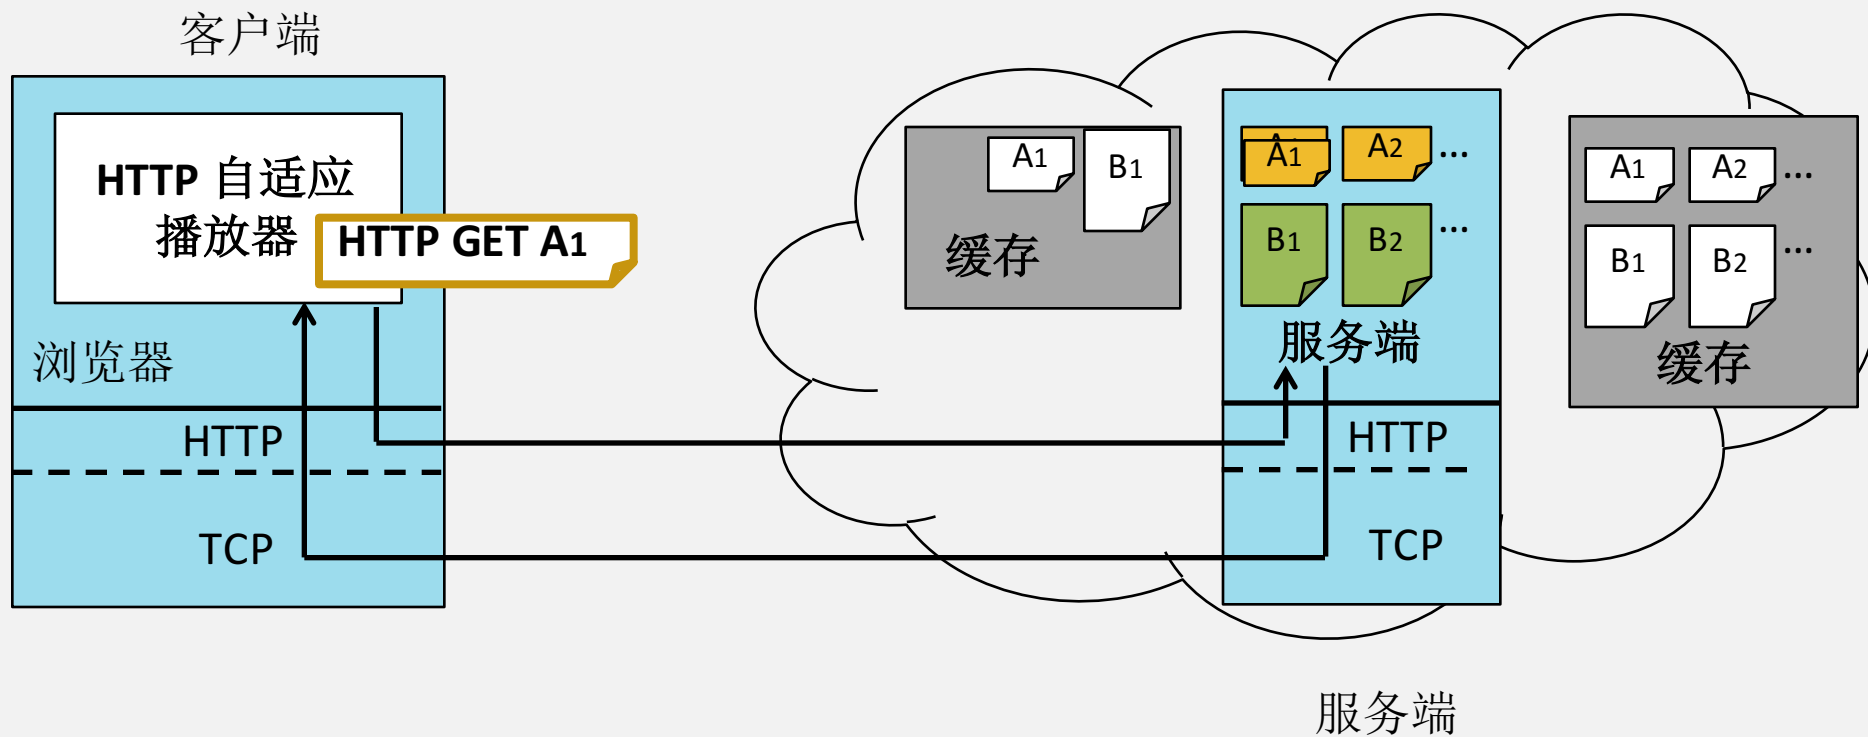 客户端
HTTP 自适应
播放器
HTTP GET A1
浏览器
HTTP
TCP
A1
B1
缓存
A1
A1
A2
...
B1
B2
...
服务端
HTTP
TCP
A1
A2
...
B1
B2
...
缓存
服务端